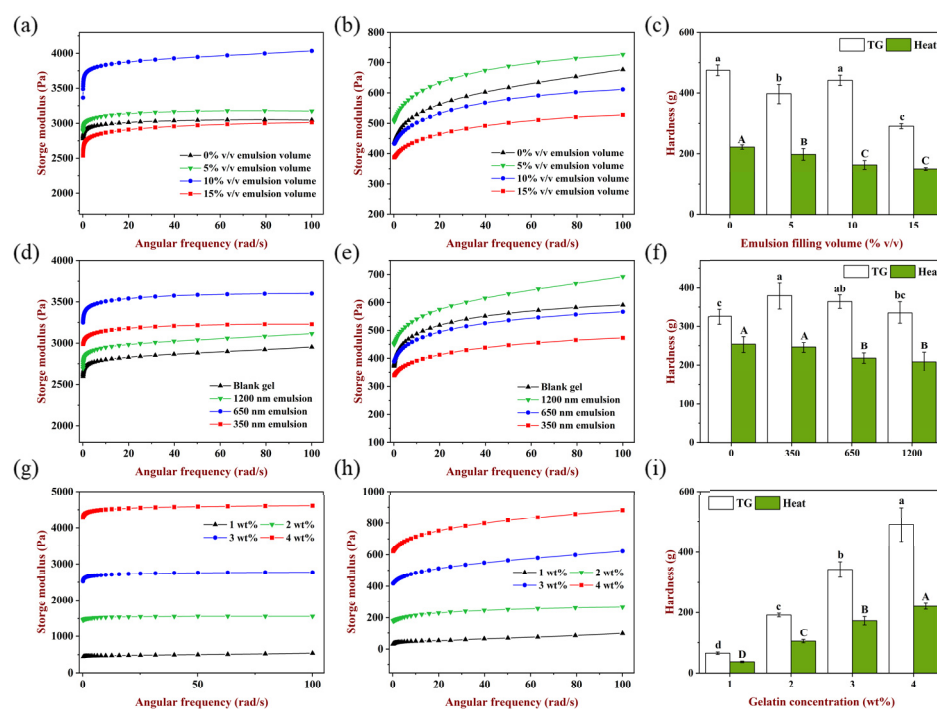 (a)
Storge modulus (Pa)
4000
3500
3000
2500
2000
0% v/v emulsion volume
5% v/v emulsion volume
10% v/v emulsion volume
15% v/v emulsion volume
0 20 40 60 80 100
Angular frequency (rad/s)
(b)
Storge modulus (Pa)
800
700
600
500
400
300
200
0% v/v emulsion volume
5% v/v emulsion volume
10% v/v emulsion volume
15% v/v emulsion volume
0 20 40 60 80 100
Angular frequency (rad/s)
(c)
Hardness (g)
600
400
200
0
TG Heat
a b a c
A B C C
0 5 10 15
Emulsion filling volume (% v/v)
(d)
Storge modulus (Pa)
4000
3500
3000
2500
2000
Blank gel
1200 nm emulsion
650 nm emulsion
350 nm emulsion
0 20 40 60 80 100
Angular frequency (rad/s)
(e)
Storge modulus (Pa)
700
600
500
400
300
200
100
Blank gel
1200 nm emulsion
650 nm emulsion
350 nm emulsion
0 20 40 60 80 100
Angular frequency (rad/s)
(f)
Hardness (g)
400
300
200
100
0
TG Heat
c a ab bc
A A B B
0 350 650 1200
(g)
Storge modulus (Pa)
5000
4500
2500
1500
500
0
1 wt% 2 wt%
3 wt% 4 wt%
0 50 100
Angular frequency (rad/s)
(h)
Storge modulus (Pa)
1000
800
600
400
200
0
1 wt% 2 wt%
3 wt% 4 wt%
0 20 40 60 80 100
Angular frequency (rad/s)
(i)
Hardness (g)
600
400
200
0
TG Heat
d c b a
D C B A
1 2 3 4
Gelatin concentration (wt%)